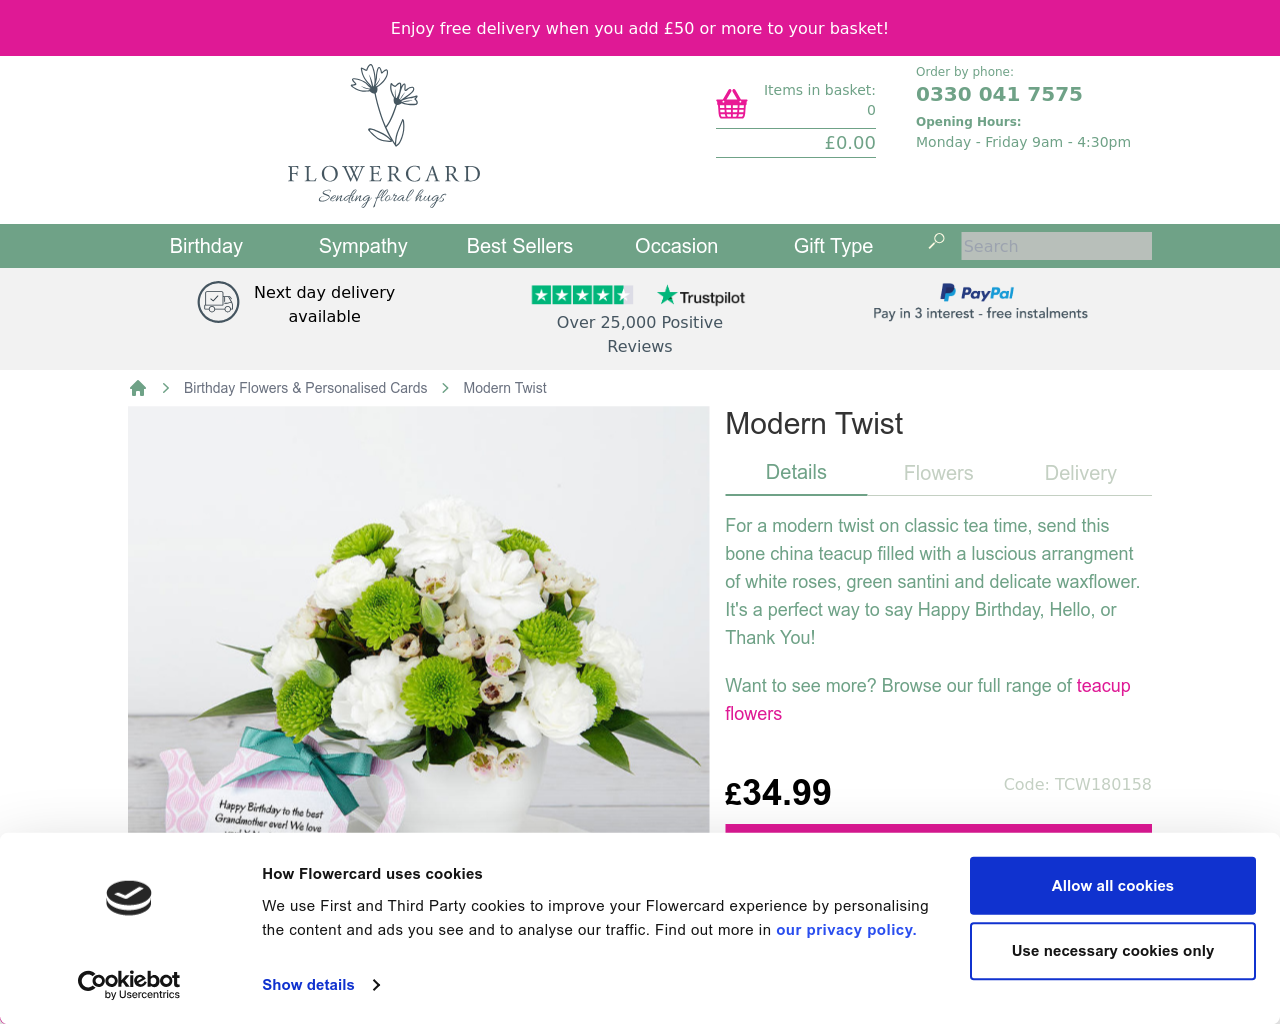 Enjoy free delivery when you add £50 or more to your basket!
FLOWERCARD
Sending floral hugs
Items in basket:
0
£0.00
Order by phone:
0330 041 7575
Opening Hours:
Monday - Friday 9am - 4:30pm
Birthday
Sympathy
Best Sellers
Occasion
Gift Type
Search
Next day delivery
available
Trustpilot
Over 25,000 Positive
Reviews
PayPal
Pay in 3 interest - free instalments
Birthday Flowers & Personalised Cards
Modern Twist
Modern Twist
Details
Flowers
Delivery
For a modern twist on classic tea time, send this
bone china teacup filled with a luscious arrangment
of white roses, green santini and delicate waxflower.
It's a perfect way to say Happy Birthday, Hello, or
Thank You!
Want to see more? Browse our full range of teacup
flowers
£34.99
Code: TCW180158
Happy Birthday to the best
Grandmother ever! We love
How Flowercard uses cookies
We use First and Third Party cookies to improve your Flowercard experience by personalising
the content and ads you see and to analyse our traffic. Find out more in our privacy policy.
Show details
Allow all cookies
Use necessary cookies only
Cookiebot
by Usercentrics